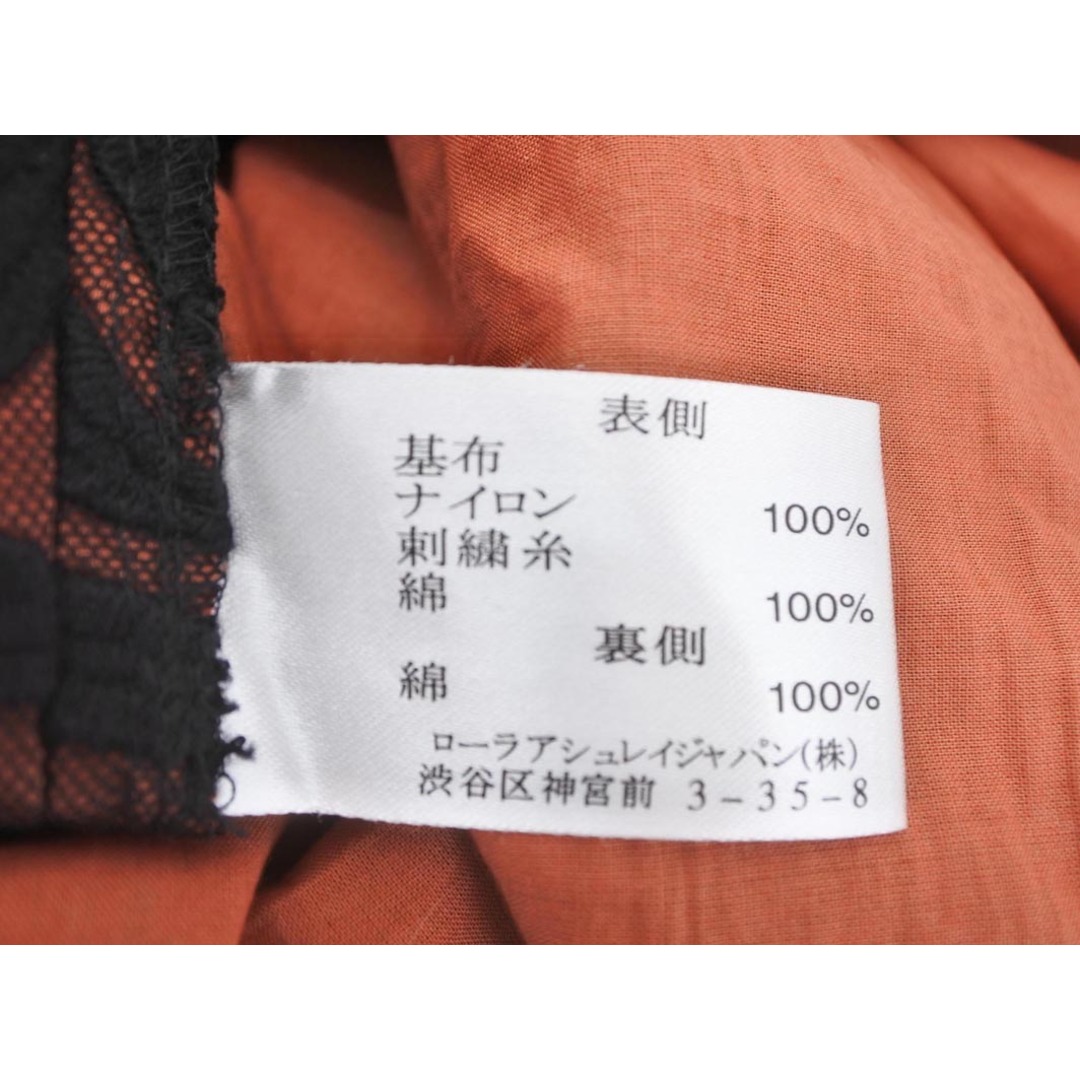 表側
基布
ナイロン 100%
刺繍糸
綿 100%
裏側
綿 100%
ローラアシュレイジャパン(株)
渋谷区神宮前 3-35-8